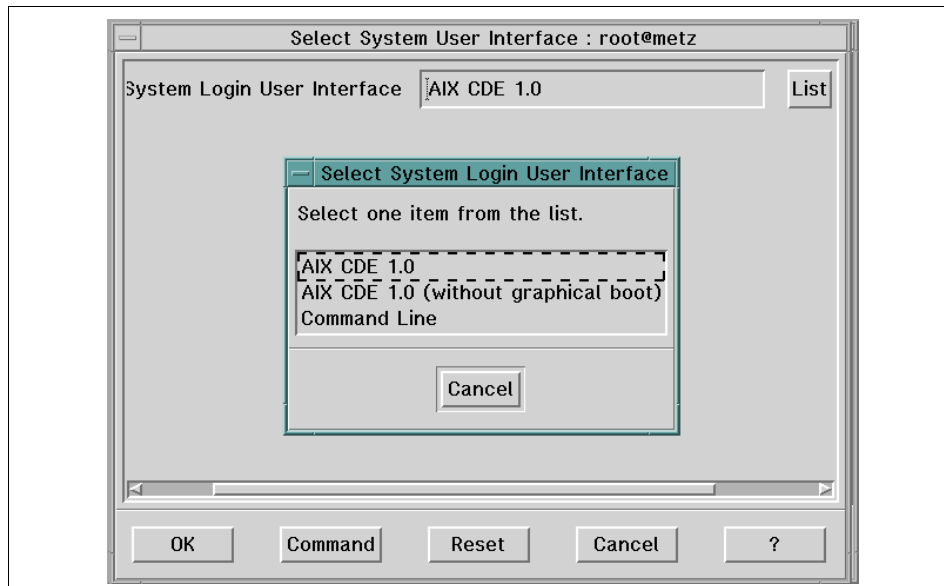 Select System User Interface : root@metz
System Login User Interface AIX CDE 1.0 List
Select System Login User Interface
Select one item from the list.
AIX CDE 1.0
AIX CDE 1.0 (without graphical boot)
Command Line
Cancel
OK Command Reset Cancel ?